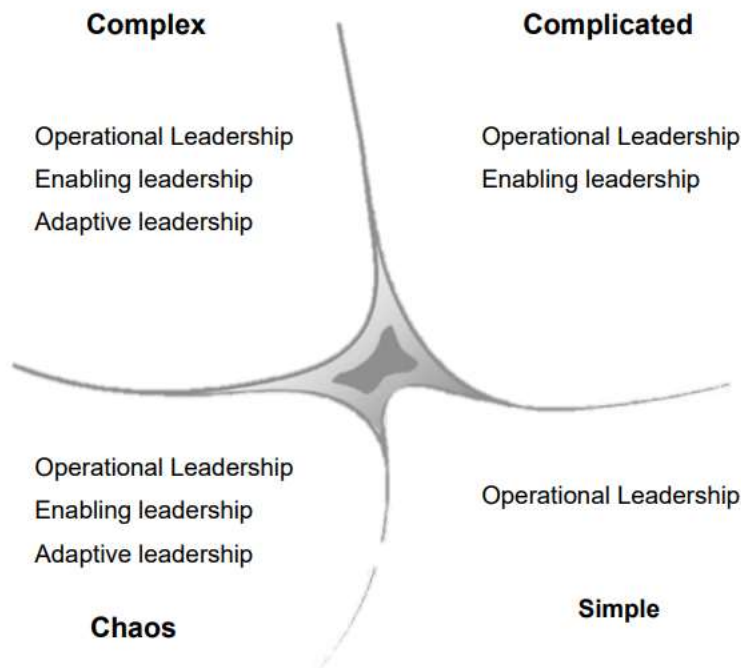 Complex
Complicated
Operational Leadership
Enabling leadership
Adaptive leadership
Operational Leadership
Enabling leadership
Operational Leadership
Enabling leadership
Adaptive leadership
Operational Leadership
Chaos
Simple